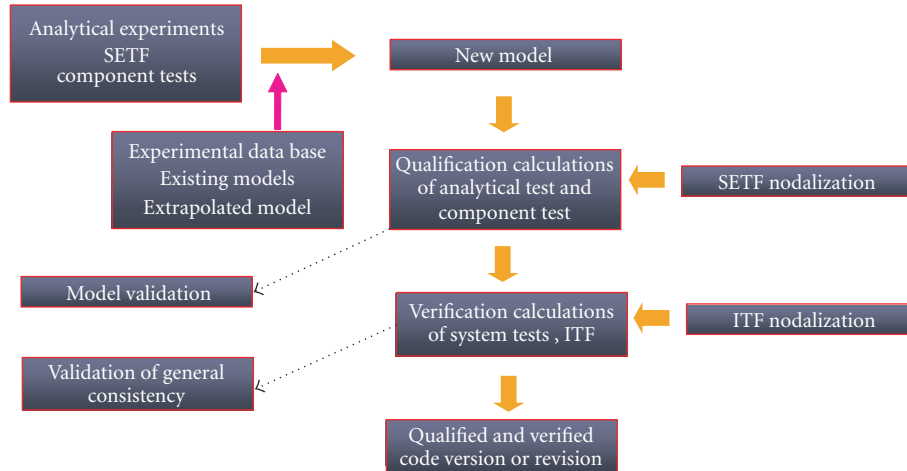 Analytical experiments
SETF
component tests
New model
Experimental data base
Existing models
Extrapolated model
Qualification calculations
of analytical test and
component test
SETF nodalization
Model validation
Verification calculations
of system tests , ITF
ITF nodalization
Validation of general
consistency
Qualified and verified
code version or revision